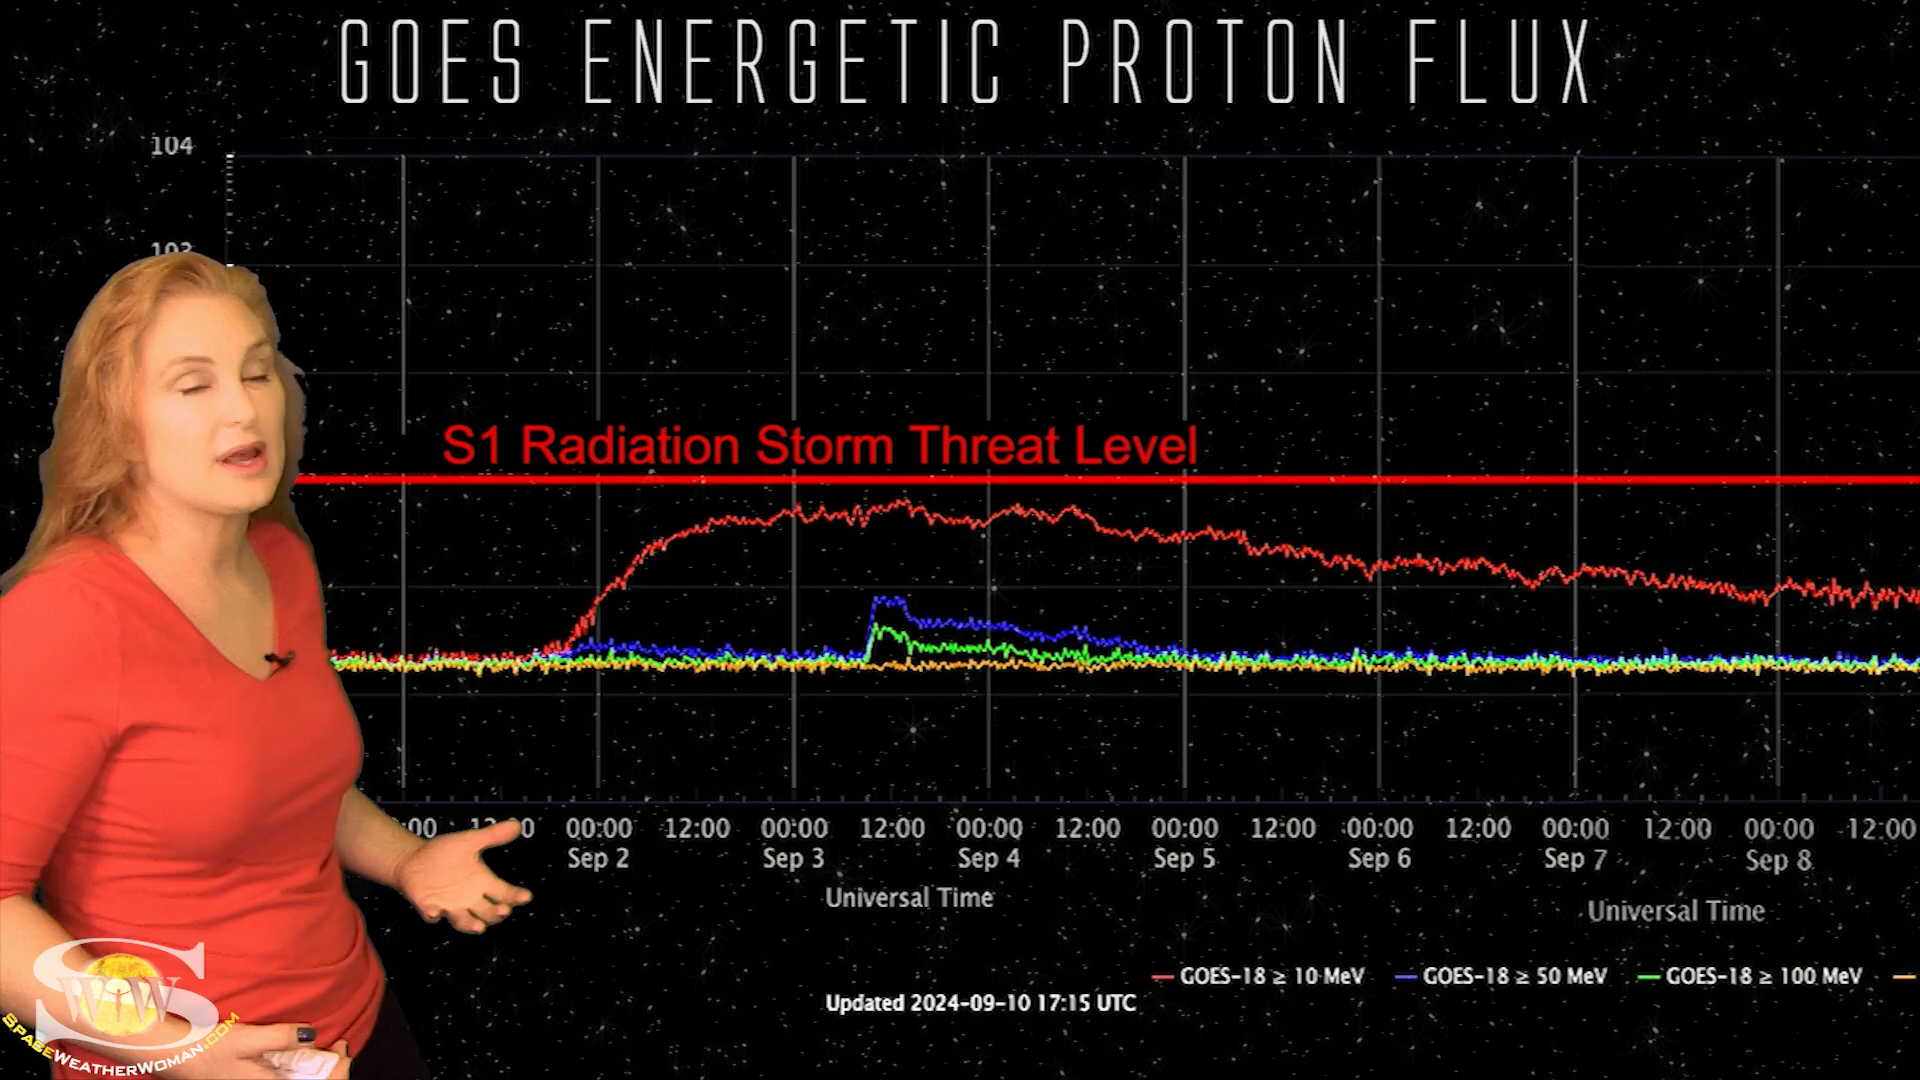 GOES ENERGETIC PROTON FLUX
104
103
S1 Radiation Storm Threat Level
00:00 12:00 00:00 12:00 00:00 12:00 00:00 12:00 00:00 12:00 00:00 12:00 00:00 12:00
Sep 2 Sep 3 Sep 4 Sep 5 Sep 6 Sep 7 Sep 8
Universal Time Universal Time
GOES-18 ≥ 10 MeV GOES-18 ≥ 50 MeV GOES-18 ≥ 100 MeV
Updated 2024-09-10 17:15 UTC
SWxW
SPACEWEATHERWOMAN.COM